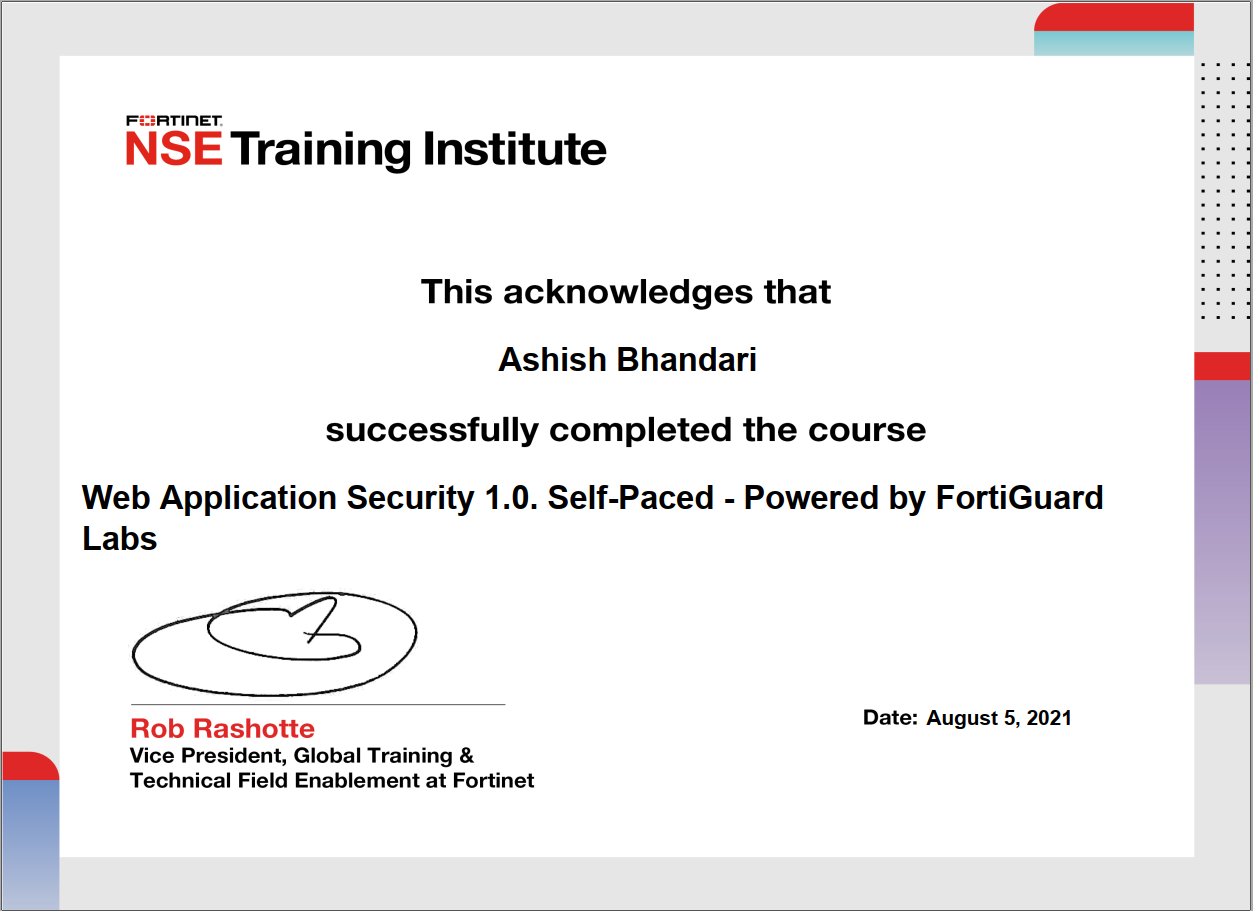 FORTINET
NSE Training Institute
This acknowledges that
Ashish Bhandari
successfully completed the course
Web Application Security 1.0. Self-Paced - Powered by FortiGuard
Labs
Rob Rashotte
Vice President, Global Training &
Technical Field Enablement at Fortinet
Date: August 5, 2021